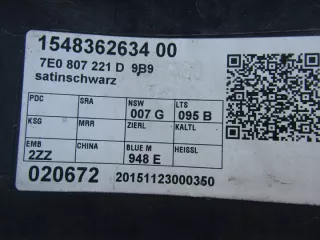 1548362634 00
7E0 807 221 D 9B9
satinschwarz
PDC SRA NSW LTS
007 G 095 B
KSG MRR ZIERL KALTL
EMB CHINA BLUE M HEISSL
2ZZ 948 E
020672 20151123000350